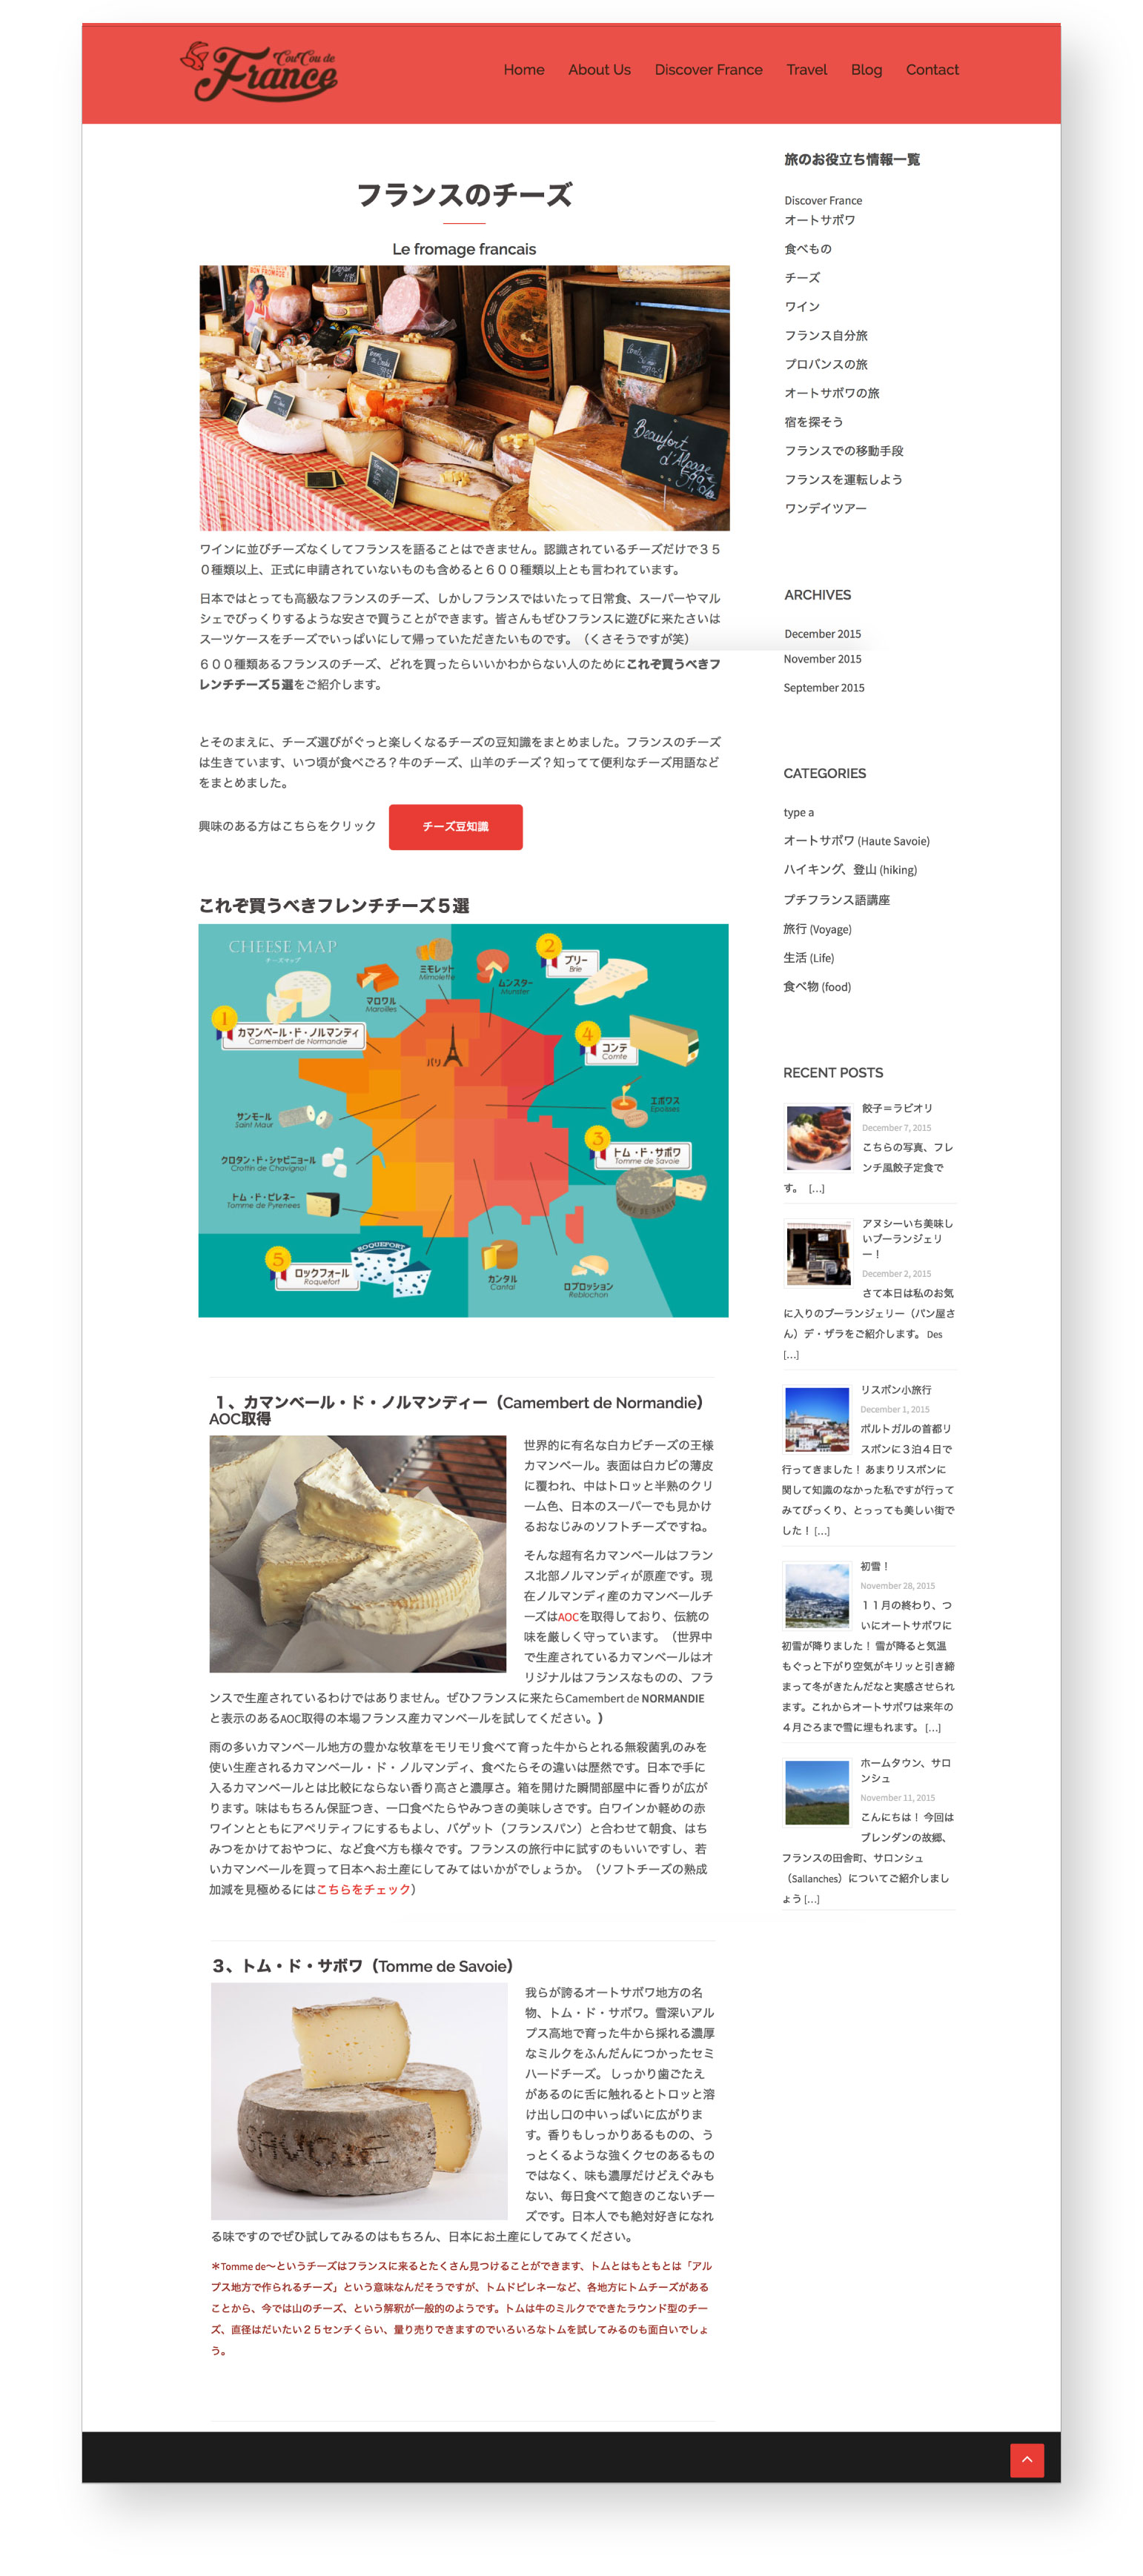 CouCou de
France
Home About Us Discover France Travel Blog Contact
フランスのチーズ
Le fromage francais
BON FROMAGE
Beaufort
d'Alpage
ワインに並びチーズなくしてフランスを語ることはできません。認識されているチーズだけで３５
０種類以上、正式に申請されていないものも含めると６００種類以上とも言われています。
日本ではとっても高級なフランスのチーズ、しかしフランスではいたって日常食、スーパーやマル
シェでびっくりするような安さで買うことができます。皆さんもぜひフランスに遊びに来たさいは
スーツケースをチーズでいっぱいにして帰っていただきたいものです。（くさそうですが笑）
６００種類あるフランスのチーズ、どれを買ったらいいかわからない人のためにこれぞ買うべきフ
レンチチーズ５選をご紹介します。
とそのまえに、チーズ選びがぐっと楽しくなるチーズの豆知識をまとめました。フランスのチーズ
は生きています、いつ頃が食べごろ？牛のチーズ、山羊のチーズ？知ってて便利なチーズ用語など
をまとめました。
興味のある方はこちらをクリック
チーズ豆知識
これぞ買うべきフレンチチーズ５選
CHEESE MAP
チーズマップ
ミモレット
Mimolette
マロワル
Maroilles
ムンスター
Munster
2
ブリー
Brie
1
カマンベール・ド・ノルマンディ
Camembert de Normandie
4
コンテ
Comte
パリ
サンモール
Saint Maur
エポワス
Epoisses
クロタン・ド・シャビニョール
Crottin de Chavignol
3
トム・ド・サボワ
Tomme de Savoie
トム・ド・ピレネー
Tomme de Pyrenees
TOMME DE SAVOIE
ROQUEFORT
5
ロックフォール
Roquefort
カンタル
Cantal
ロブロッション
Reblochon
１、カマンベール・ド・ノルマンディー（Camembert de Normandie）
AOC取得
世界的に有名な白カビチーズの王様
カマンベール。表面は白カビの薄皮
に覆われ、中はトロッと半熟のクリ
ーム色、日本のスーパーでも見かけ
るおなじみのソフトチーズですね。
そんな超有名カマンベールはフラン
ス北部ノルマンディが原産です。現
在ノルマンディ産のカマンベールチ
ーズはAOCを取得しており、伝統の
味を厳しく守っています。（世界中
で生産されているカマンベールはオ
リジナルはフランスなものの、フラ
ンスで生産されているわけではありません。ぜひフランスに来たらCamembert de NORMANDIE
と表示のあるAOC取得の本場フランス産カマンベールを試してください。）
雨の多いカマンベール地方の豊かな牧草をモリモリ食べて育った牛からとれる無殺菌乳のみを
使い生産されるカマンベール・ド・ノルマンディ、食べたらその違いは歴然です。日本で手に
入るカマンベールとは比較にならない香り高さと濃厚さ。箱を開けた瞬間部屋中に香りが広が
ります。味はもちろん保証つき、一口食べたらやみつきの美味しさです。白ワインか軽めの赤
ワインとともにアペリティフにするもよし、バゲット（フランスパン）と合わせて朝食、はち
みつをかけておやつに、など食べ方も様々です。フランスの旅行中に試すのもいいですし、若
いカマンベールを買って日本へお土産にしてみてはいかがでしょうか。（ソフトチーズの熟成
加減を見極めるにはこちらをチェック）
３、トム・ド・サボワ（Tomme de Savoie）
我らが誇るオートサボワ地方の名
物、トム・ド・サボワ。雪深いアル
プス高地で育った牛から採れる濃厚
なミルクをふんだんにつかったセミ
ハードチーズ。しっかり歯ごたえ
があるのに舌に触れるとトロッと溶
け出し口の中いっぱいに広がりま
す。香りもしっかりあるものの、う
っとくるような強くクセのあるもの
ではなく、味も濃厚だけどえぐみも
ない、毎日食べて飽きのこないチー
ズです。日本人でも絶対好きになれ
る味ですのでぜひ試してみるのはもちろん、日本にお土産にしてみてください。
＊Tomme de〜というチーズはフランスに来るとたくさん見つけることができます、トムとはもともとは「アル
プス地方で作られるチーズ」という意味なんだそうですが、トムドピレネーなど、各地方にトムチーズがある
ことから、今では山のチーズ、という解釈が一般的のようです。トムは牛のミルクでできたラウンド型のチー
ズ、直径はだいたい２５センチくらい、量り売りできますのでいろいろなトムを試してみるのも面白いでしょ
う。
旅のお役立ち情報一覧
Discover France
オートサボワ
食べもの
チーズ
ワイン
フランス自分旅
プロバンスの旅
オートサボワの旅
宿を探そう
フランスでの移動手段
フランスを運転しよう
ワンデイツアー
ARCHIVES
December 2015
November 2015
September 2015
CATEGORIES
type a
オートサボワ (Haute Savoie)
ハイキング、登山 (hiking)
プチフランス語講座
旅行 (Voyage)
生活 (Life)
食べ物 (food)
RECENT POSTS
餃子＝ラビオリ
December 7, 2015
こちらの写真、フレ
ンチ風餃子定食で
す。 [...]
アヌシーいち美味し
いブーランジェリ
ー！
December 2, 2015
さて本日は私のお気
に入りのブーランジェリー（パン屋さ
ん）デ・ザラをご紹介します。 Des
[...]
リスボン小旅行
December 1, 2015
ポルトガルの首都リ
スボンに３泊４日で
行ってきました！ あまりリスボンに
関して知識のなかった私ですが行って
みてびっくり、とっっても美しい街で
した！ [...]
初雪！
November 28, 2015
１１月の終わり、つ
いにオートサボワに
初雪が降りました！ 雪が降ると気温
もぐっと下がり空気がキリッと引き締
まって冬がきたんだなと実感させられ
ます。これからオートサボワは来年の
４月ごろまで雪に埋もれます。 [...]
ホームタウン、サロ
ンシュ
November 11, 2015
こんにちは！ 今回は
ブレンダンの故郷、
フランスの田舎町、サロンシュ
（Sallanches）についてご紹介しまし
ょう [...]